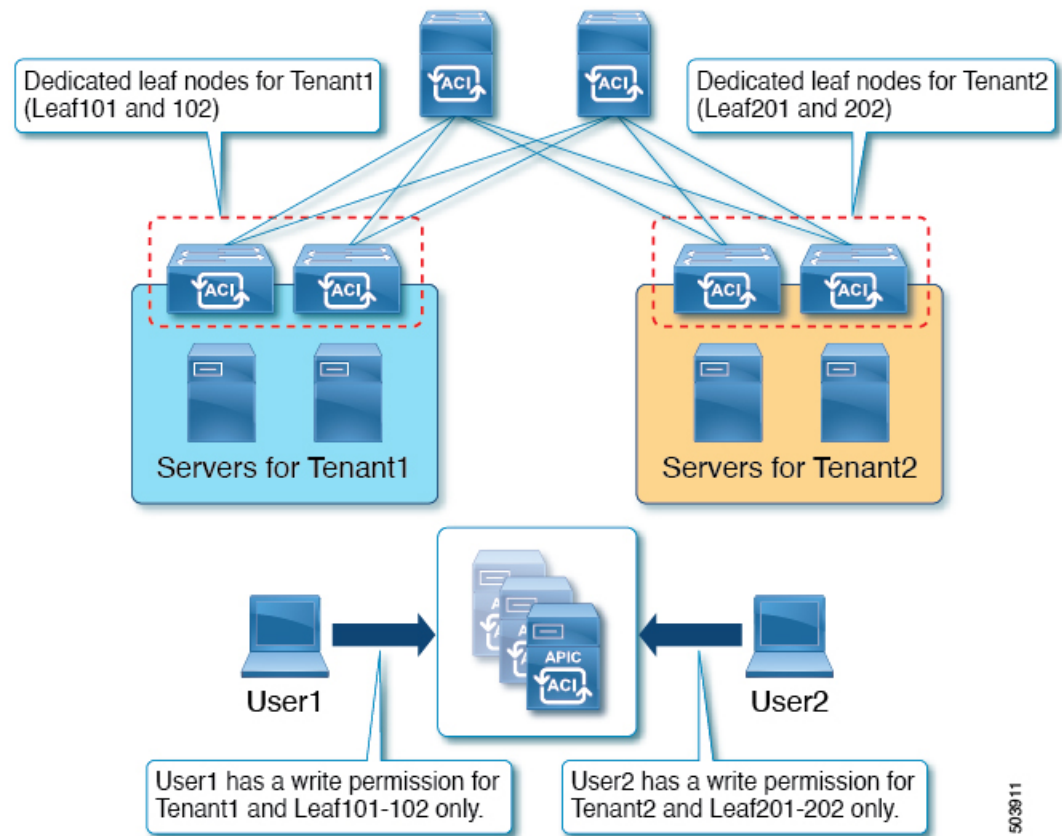 ACI
ACI
Dedicated leaf nodes for Tenant1
(Leaf101 and 102)
Dedicated leaf nodes for Tenant2
(Leaf201 and 202)
ACI
ACI
ACI
ACI
Servers for Tenant1
Servers for Tenant2
APIC
ACI
User1
User2
User1 has a write permission for
Tenant1 and Leaf101-102 only.
User2 has a write permission for
Tenant2 and Leaf201-202 only.
503911